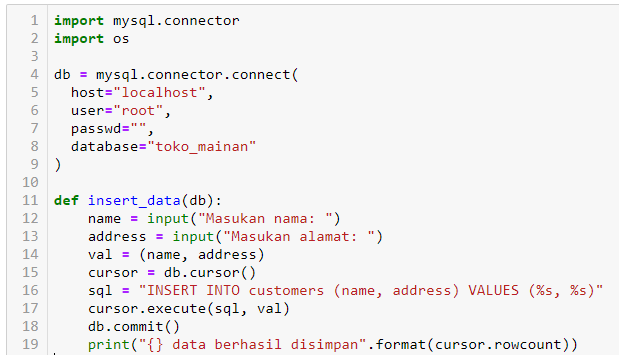 1 import mysql.connector
2 import os
3
4 db = mysql.connector.connect(
5   host="localhost",
6   user="root",
7   passwd="",
8   database="toko_mainan"
9 )
10
11 def insert_data(db):
12     name = input("Masukan nama: ")
13     address = input("Masukan alamat: ")
14     val = (name, address)
15     cursor = db.cursor()
16     sql = "INSERT INTO customers (name, address) VALUES (%s, %s)"
17     cursor.execute(sql, val)
18     db.commit()
19     print("{} data berhasil disimpan".format(cursor.rowcount))